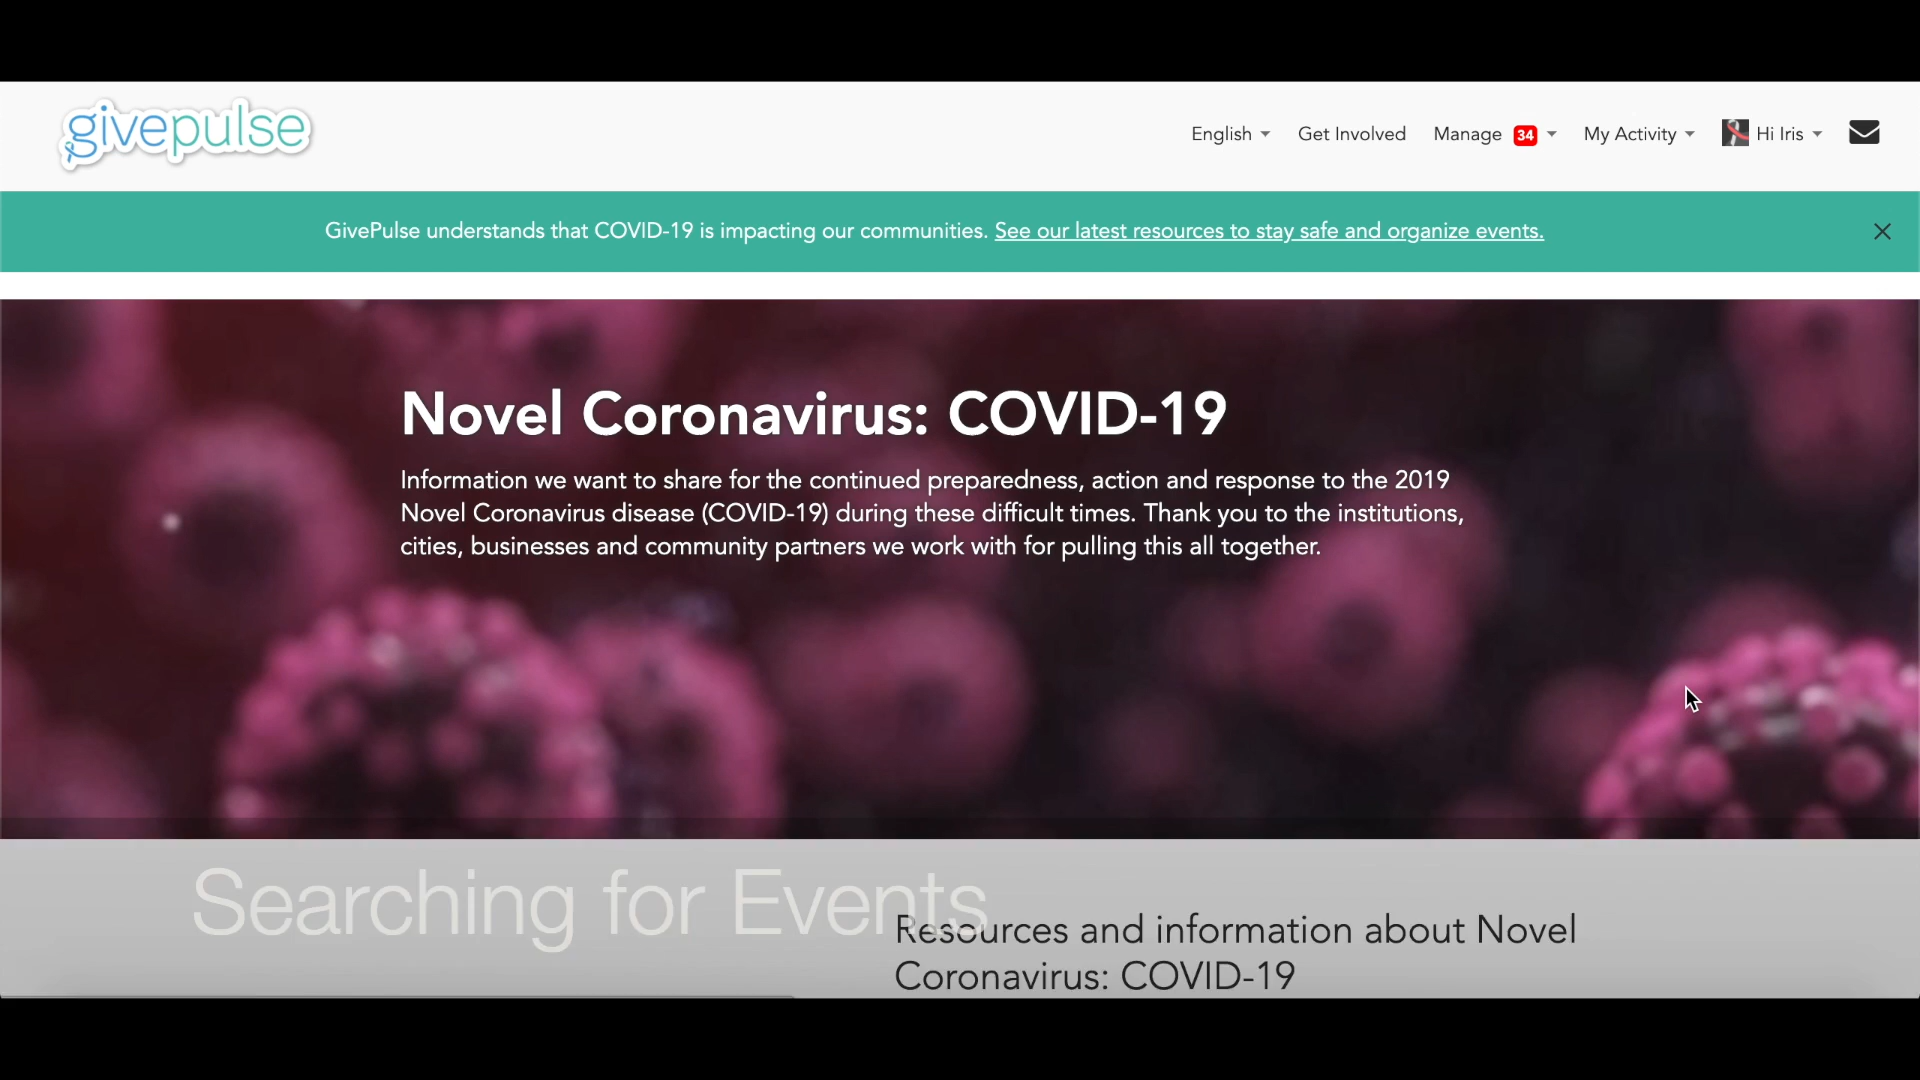 givepulse
English Get Involved Manage 34 My Activity Hi Iris
GivePulse understands that COVID-19 is impacting our communities. See our latest resources to stay safe and organize events.
Novel Coronavirus: COVID-19
Information we want to share for the continued preparedness, action and response to the 2019
Novel Coronavirus disease (COVID-19) during these difficult times. Thank you to the institutions,
cities, businesses and community partners we work with for pulling this all together.
Searching for Events
Resources and information about Novel
Coronavirus: COVID-19